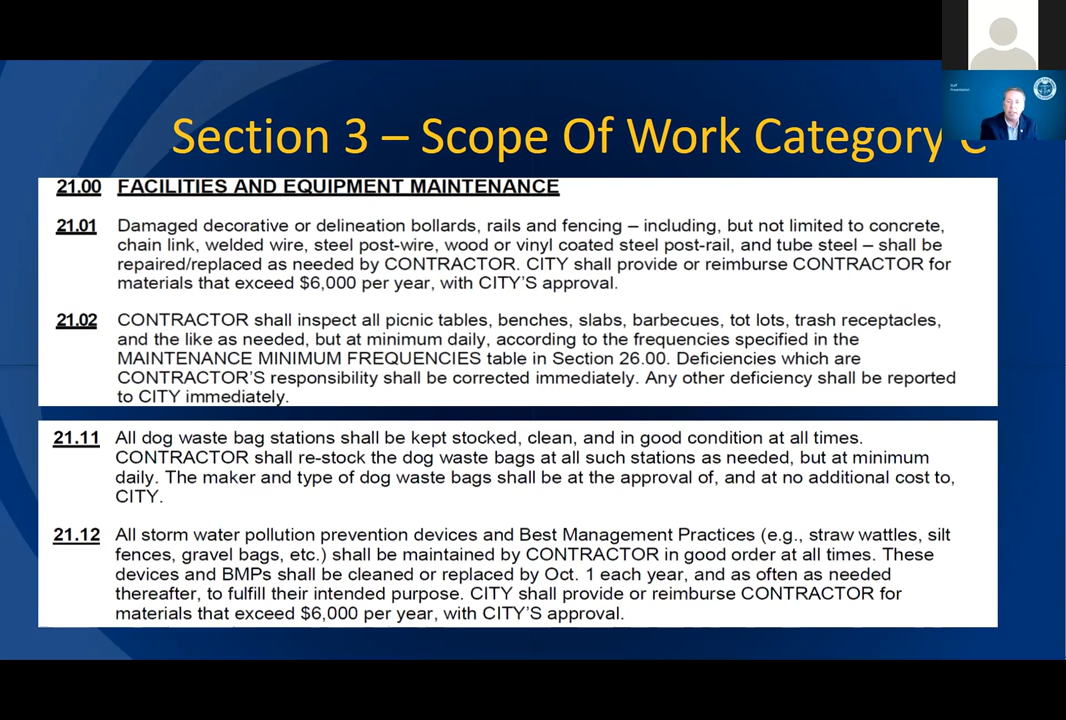 Staff
Presentation
Section 3 – Scope Of Work Category
21.00 FACILITIES AND EQUIPMENT MAINTENANCE
21.01 Damaged decorative or delineation bollards, rails and fencing – including, but not limited to concrete,
chain link, welded wire, steel post-wire, wood or vinyl coated steel post-rail, and tube steel – shall be
repaired/replaced as needed by CONTRACTOR. CITY shall provide or reimburse CONTRACTOR for
materials that exceed $6,000 per year, with CITY'S approval.
21.02 CONTRACTOR shall inspect all picnic tables, benches, slabs, barbecues, tot lots, trash receptacles,
and the like as needed, but at minimum daily, according to the frequencies specified in the
MAINTENANCE MINIMUM FREQUENCIES table in Section 26.00. Deficiencies which are
CONTRACTOR'S responsibility shall be corrected immediately. Any other deficiency shall be reported
to CITY immediately.
21.11 All dog waste bag stations shall be kept stocked, clean, and in good condition at all times.
CONTRACTOR shall re-stock the dog waste bags at all such stations as needed, but at minimum
daily. The maker and type of dog waste bags shall be at the approval of, and at no additional cost to,
CITY.
21.12 All storm water pollution prevention devices and Best Management Practices (e.g., straw wattles, silt
fences, gravel bags, etc.) shall be maintained by CONTRACTOR in good order at all times. These
devices and BMPs shall be cleaned or replaced by Oct. 1 each year, and as often as needed
thereafter, to fulfill their intended purpose. CITY shall provide or reimburse CONTRACTOR for
materials that exceed $6,000 per year, with CITY'S approval.